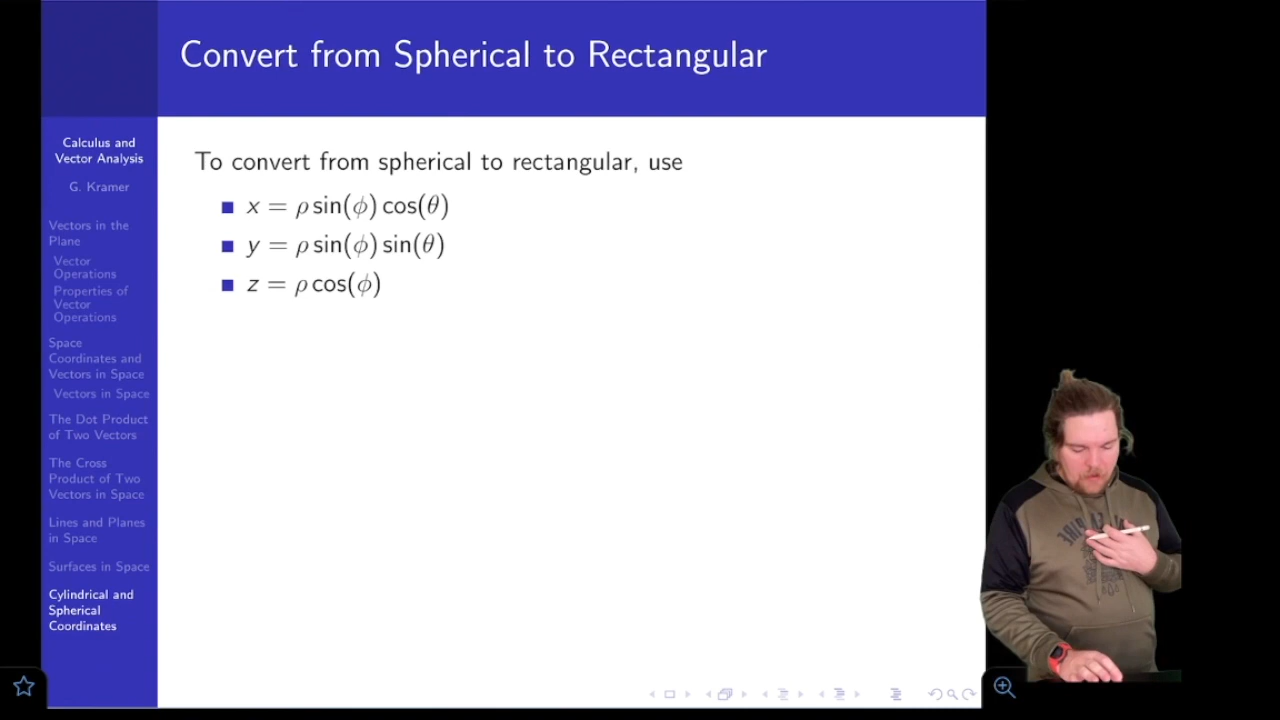 Convert from Spherical to Rectangular
Calculus and
Vector Analysis
G. Kramer
Vectors in the
Plane
Vector
Operations
Properties of
Vector
Operations
Space
Coordinates and
Vectors in Space
Vectors in Space
The Dot Product
of Two Vectors
The Cross
Product of Two
Vectors in Space
Lines and Planes
in Space
Surfaces in Space
Cylindrical and
Spherical
Coordinates
To convert from spherical to rectangular, use
x = ρ sin(ϕ) cos(θ)
y = ρ sin(ϕ) sin(θ)
z = ρ cos(ϕ)